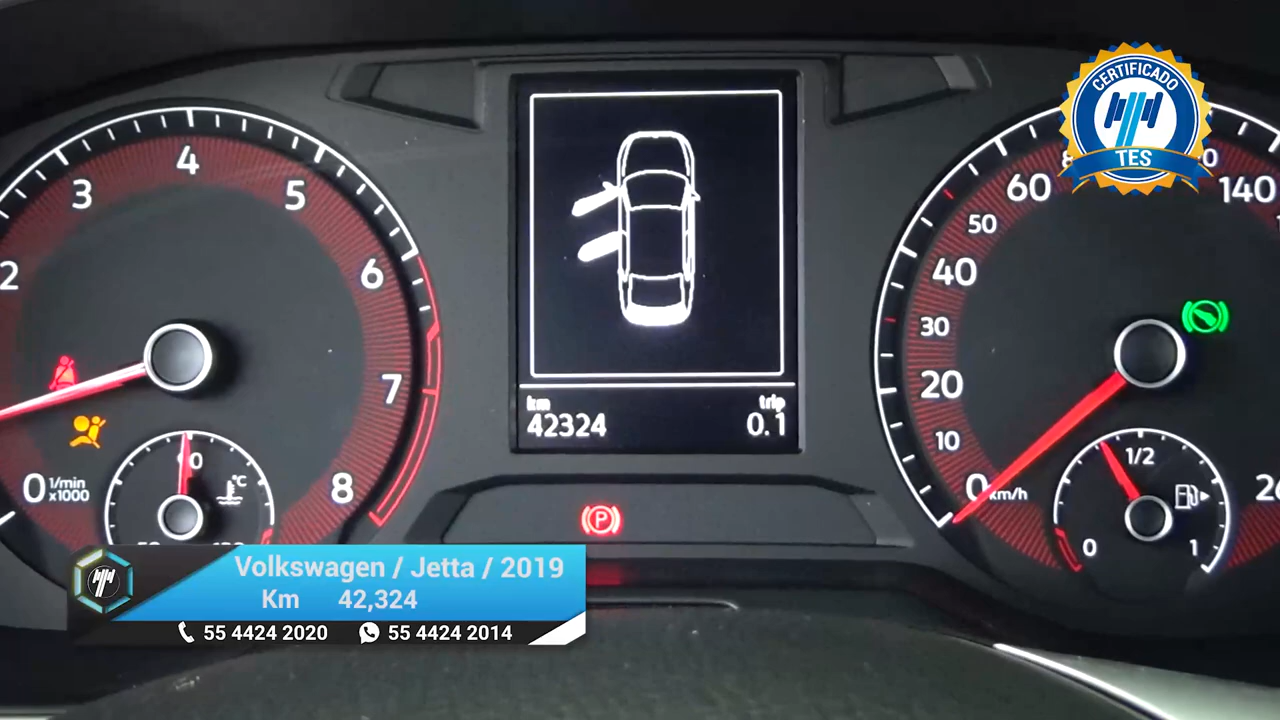 CERTIFICADO
TES
2
3
4
5
6
7
8
0
1/min
x1000
90
°C
km
42324
trip
0.1
P
0
10
20
30
40
50
60
140
km/h
0
1/2
1
Volkswagen / Jetta / 2019
Km 42,324
55 4424 2020 55 4424 2014